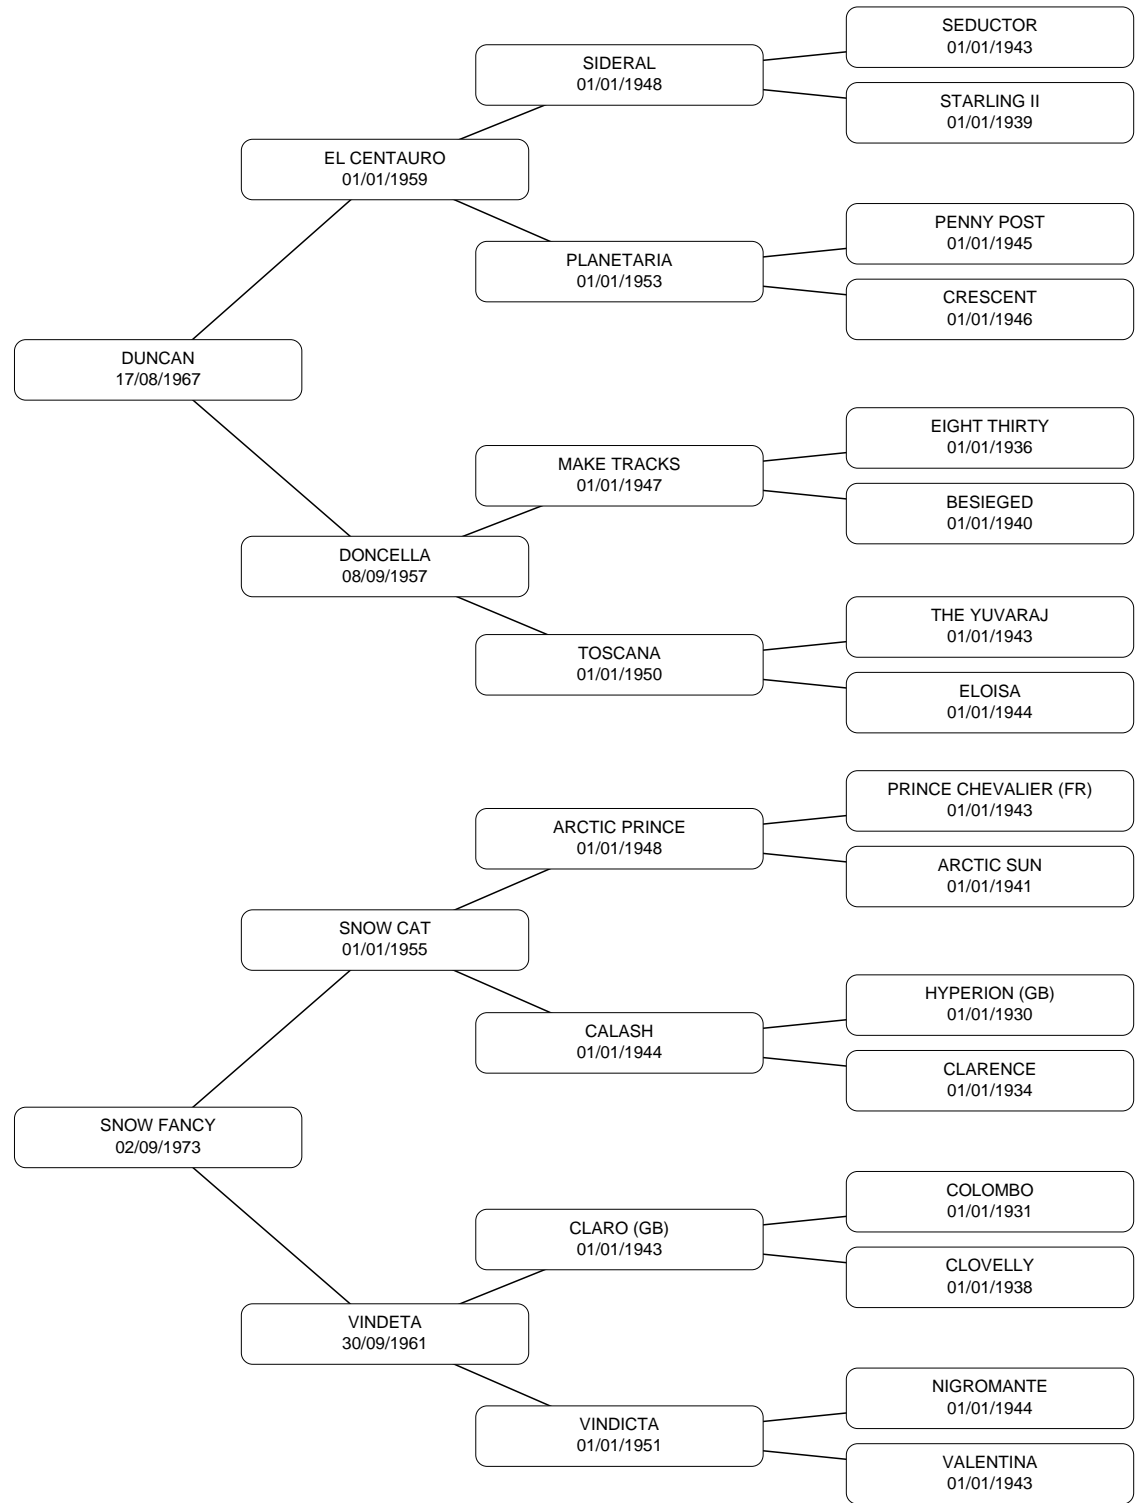 SEDUCTOR
01/01/1943
SIDERAL
01/01/1948
STARLING II
01/01/1939
EL CENTAURO
01/01/1959
PENNY POST
01/01/1945
PLANETARIA
01/01/1953
CRESCENT
01/01/1946
DUNCAN
17/08/1967
EIGHT THIRTY
01/01/1936
MAKE TRACKS
01/01/1947
BESIEGED
01/01/1940
DONCELLA
08/09/1957
THE YUVARAJ
01/01/1943
TOSCANA
01/01/1950
ELOISA
01/01/1944
PRINCE CHEVALIER (FR)
01/01/1943
ARCTIC PRINCE
01/01/1948
ARCTIC SUN
01/01/1941
SNOW CAT
01/01/1955
HYPERION (GB)
01/01/1930
CALASH
01/01/1944
CLARENCE
01/01/1934
SNOW FANCY
02/09/1973
COLOMBO
01/01/1931
CLARO (GB)
01/01/1943
CLOVELLY
01/01/1938
VINDETA
30/09/1961
NIGROMANTE
01/01/1944
VINDICTA
01/01/1951
VALENTINA
01/01/1943